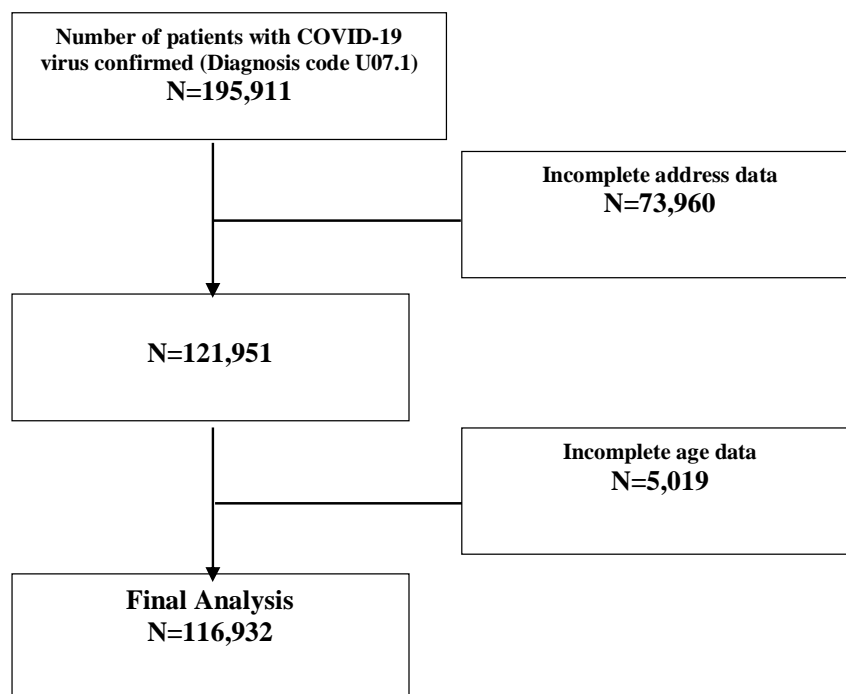 Number of patients with COVID-19
virus confirmed (Diagnosis code U07.1)
N=195,911
Incomplete address data
N=73,960
N=121,951
Incomplete age data
N=5,019
Final Analysis
N=116,932